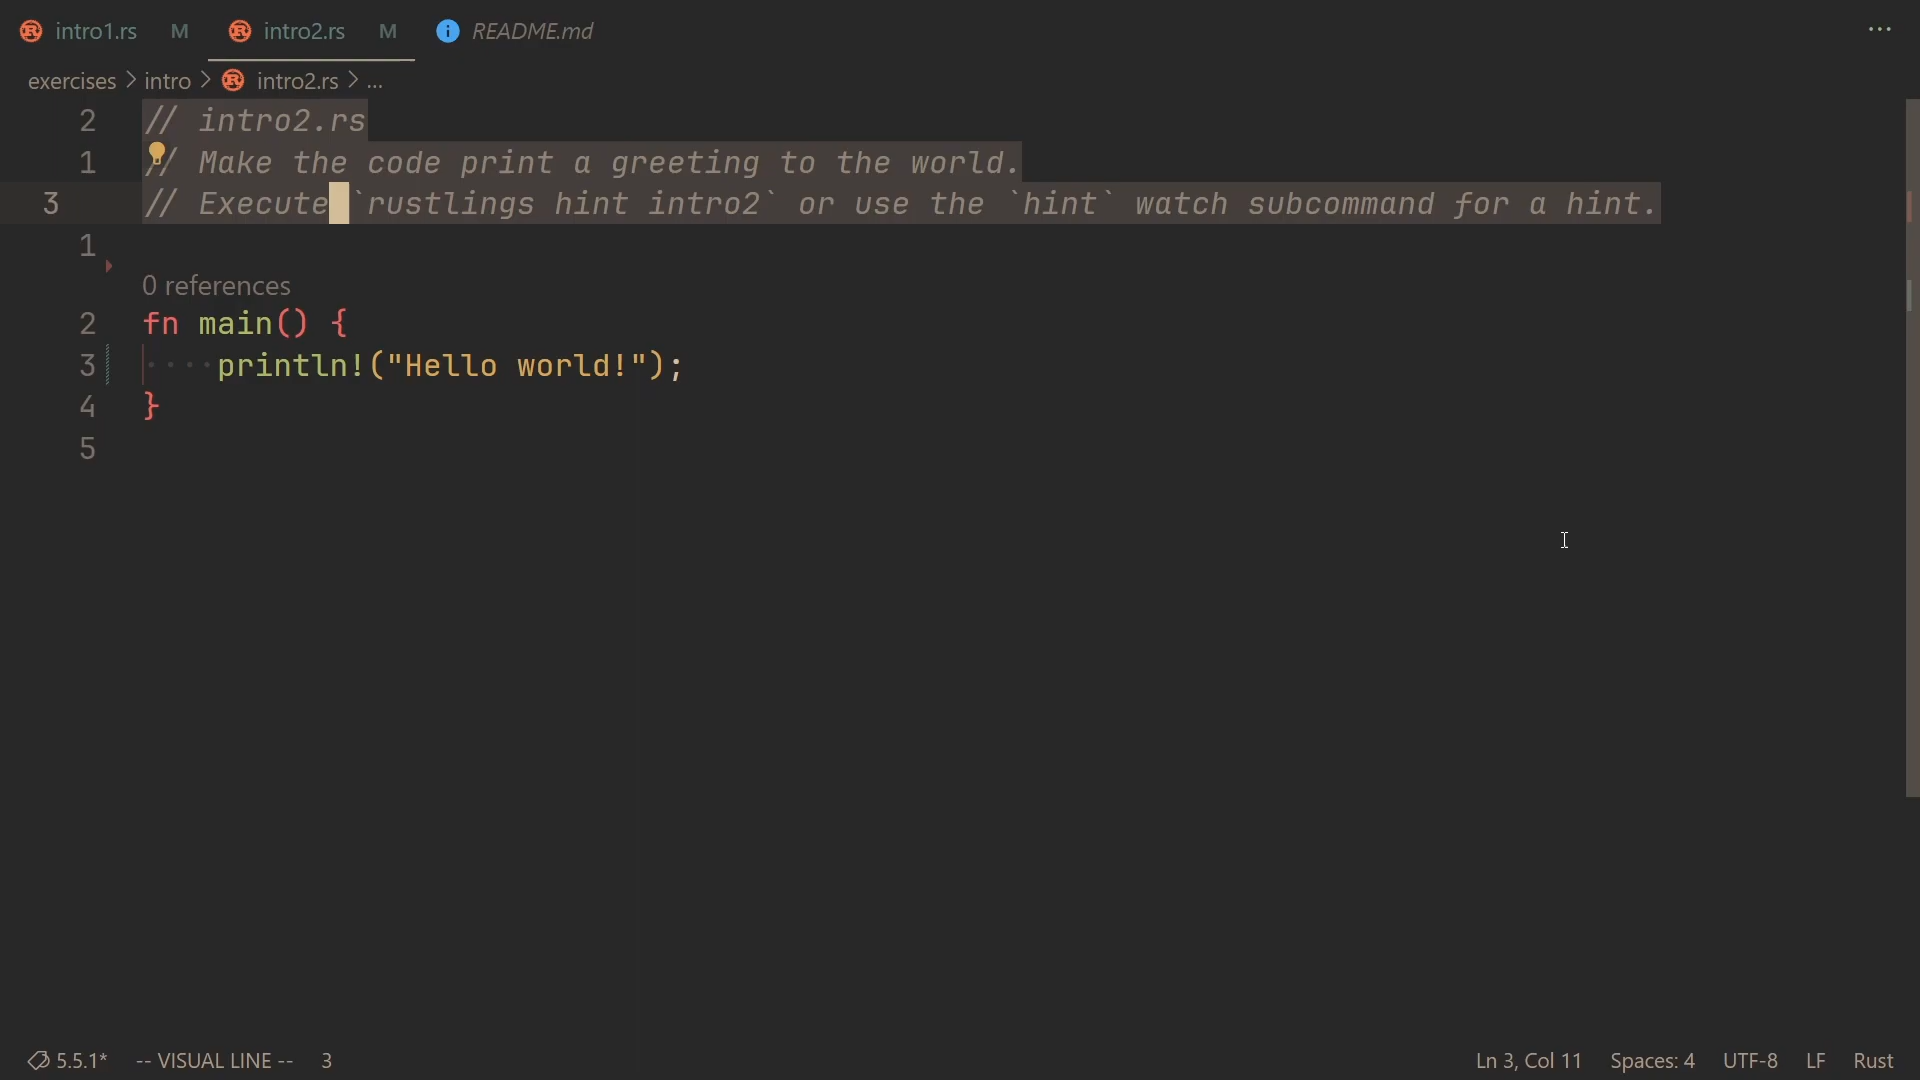 intro1.rs M intro2.rs M README.md ...
exercises > intro > intro2.rs > ...
2 // intro2.rs
1 // Make the code print a greeting to the world.
3 // Execute `rustlings hint intro2` or use the `hint` watch subcommand for a hint.
1
0 references
2 fn main() {
3 ····println!("Hello world!");
4 }
5
5.5.1* -- VISUAL LINE -- 3 Ln 3, Col 11 Spaces: 4 UTF-8 LF Rust